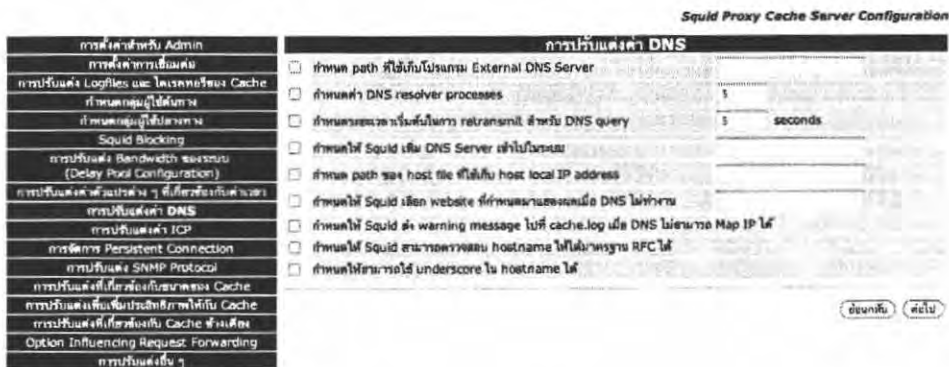 Squid Proxy Cache Server Configuration
การตั้งค่าสำหรับ Admin
การตั้งค่าการเชื่อมต่อ
การปรับแต่ง Logfiles และ ไดเรคทอรีของ Cache
กำหนดกลุ่มผู้ใช้ต้นทาง
กำหนดกลุ่มผู้ใช้ปลายทาง
Squid Blocking
การปรับแต่ง Bandwidth ของระบบ
(Delay Pool Configuration)
การปรับแต่งค่าตัวแปรต่าง ๆ ที่เกี่ยวข้องกับค่าเวลา
การปรับแต่งค่า DNS
การปรับแต่งค่า ICP
การจัดการ Persistent Connection
การปรับแต่ง SNMP Protocol
การปรับแต่งที่เกี่ยวข้องกับขนาดของ Cache
การปรับแต่งเพื่อเพิ่มประสิทธิภาพให้กับ Cache
การปรับแต่งที่เกี่ยวข้องกับ Cache ข้างเคียง
Option Influencing Request Forwarding
การปรับแต่งอื่น ๆ
การปรับแต่งค่า DNS
กำหนด path ที่ใช้เก็บโปรแกรม External DNS Server
กำหนดค่า DNS resolver processes 5
กำหนดระยะเวลาเริ่มต้นในการ retransmit สำหรับ DNS query 5 seconds
กำหนดให้ Squid เพิ่ม DNS Server เข้าไปในระบบ
กำหนด path ของ host file ที่ใช้เก็บ host local IP address
กำหนดให้ Squid เลือก website ที่กำหนดมาแสดงผลเมื่อ DNS ไม่ทำงาน
กำหนดให้ Squid ส่ง warning message ไปที่ cache.log เมื่อ DNS ไม่สามารถ Map IP ได้
กำหนดให้ Squid สามารถตรวจสอบ hostname ให้ได้มาตรฐาน RFC ได้
กำหนดให้สามารถใช้ underscore ใน hostname ได้
ย้อนกลับ ต่อไป